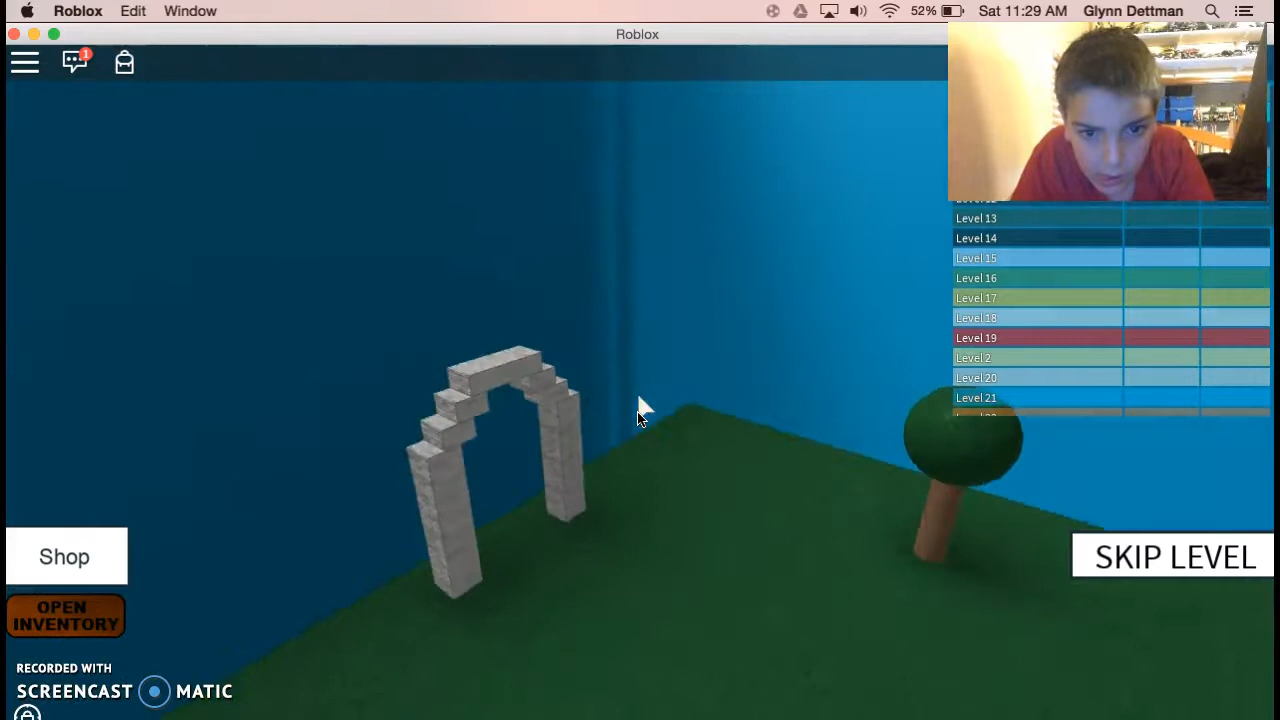 Roblox Edit Window 52% Sat 11:29 AM Glynn Dettman
Roblox
1
Level 13
Level 14
Level 15
Level 16
Level 17
Level 18
Level 19
Level 2
Level 20
Level 21
Shop
SKIP LEVEL
OPEN
INVENTORY
RECORDED WITH
SCREENCAST MATIC